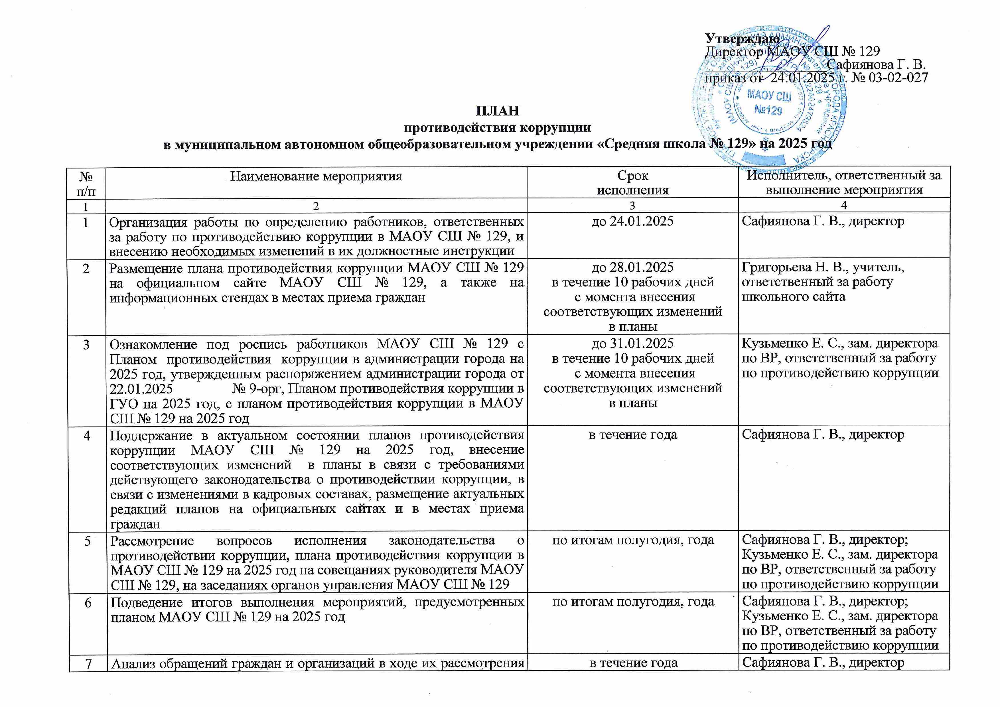 Утверждаю
Директор МАОУ СШ № 129
Сафиянова Г. В.
приказ от 24.01.2025 г. № 03-02-027
МАОУ СШ
№129
ПЛАН
противодействия коррупции
в муниципальном автономном общеобразовательном учреждении «Средняя школа № 129» на 2025 год
№
п/п
Наименование мероприятия
Срок
исполнения
Исполнитель, ответственный за
выполнение мероприятия
1
2
3
4
1
Организация работы по определению работников, ответственных
за работу по противодействию коррупции в МАОУ СШ № 129, и
внесению необходимых изменений в их должностные инструкции
до 24.01.2025
Сафиянова Г. В., директор
2
Размещение плана противодействия коррупции МАОУ СШ № 129
на официальном сайте МАОУ СШ № 129, а также на
информационных стендах в местах приема граждан
до 28.01.2025
в течение 10 рабочих дней
с момента внесения
соответствующих изменений
в планы
Григорьева Н. В., учитель,
ответственный за работу
школьного сайта
3
Ознакомление под роспись работников МАОУ СШ № 129 с
Планом противодействия коррупции в администрации города на
2025 год, утвержденным распоряжением администрации города от
22.01.2025 № 9-орг, Планом противодействия коррупции в
ГУО на 2025 год, с планом противодействия коррупции в МАОУ
СШ № 129 на 2025 год
до 31.01.2025
в течение 10 рабочих дней
с момента внесения
соответствующих изменений
в планы
Кузьменко Е. С., зам. директора
по ВР, ответственный за работу
по противодействию коррупции
4
Поддержание в актуальном состоянии планов противодействия
коррупции МАОУ СШ № 129 на 2025 год, внесение
соответствующих изменений в планы в связи с требованиями
действующего законодательства о противодействии коррупции, в
связи с изменениями в кадровых составах, размещение актуальных
редакций планов на официальных сайтах и в местах приема
граждан
в течение года
Сафиянова Г. В., директор
5
Рассмотрение вопросов исполнения законодательства о
противодействии коррупции, плана противодействия коррупции в
МАОУ СШ № 129 на 2025 год на совещаниях руководителя МАОУ
СШ № 129, на заседаниях органов управления МАОУ СШ № 129
по итогам полугодия, года
Сафиянова Г. В., директор;
Кузьменко Е. С., зам. директора
по ВР, ответственный за работу
по противодействию коррупции
6
Подведение итогов выполнения мероприятий, предусмотренных
планом МАОУ СШ № 129 на 2025 год
по итогам полугодия, года
Сафиянова Г. В., директор;
Кузьменко Е. С., зам. директора
по ВР, ответственный за работу
по противодействию коррупции
7
Анализ обращений граждан и организаций в ходе их рассмотрения
в течение года
Сафиянова Г. В., директор